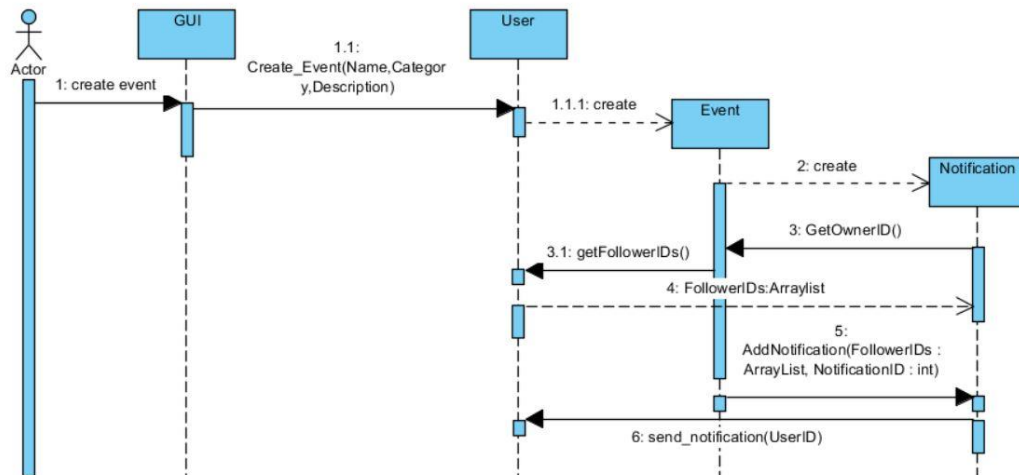 GUI
User
1.1:
Create_Event(Name,Categor
y,Description)
Actor
1: create event
1.1.1: create
Event
2: create
Notification
3: GetOwnerID()
3.1: getFollowerIDs()
4: FollowerIDs:Arraylist
5:
AddNotification(FollowerIDs :
ArrayList, NotificationID : int)
6: send_notification(UserID)